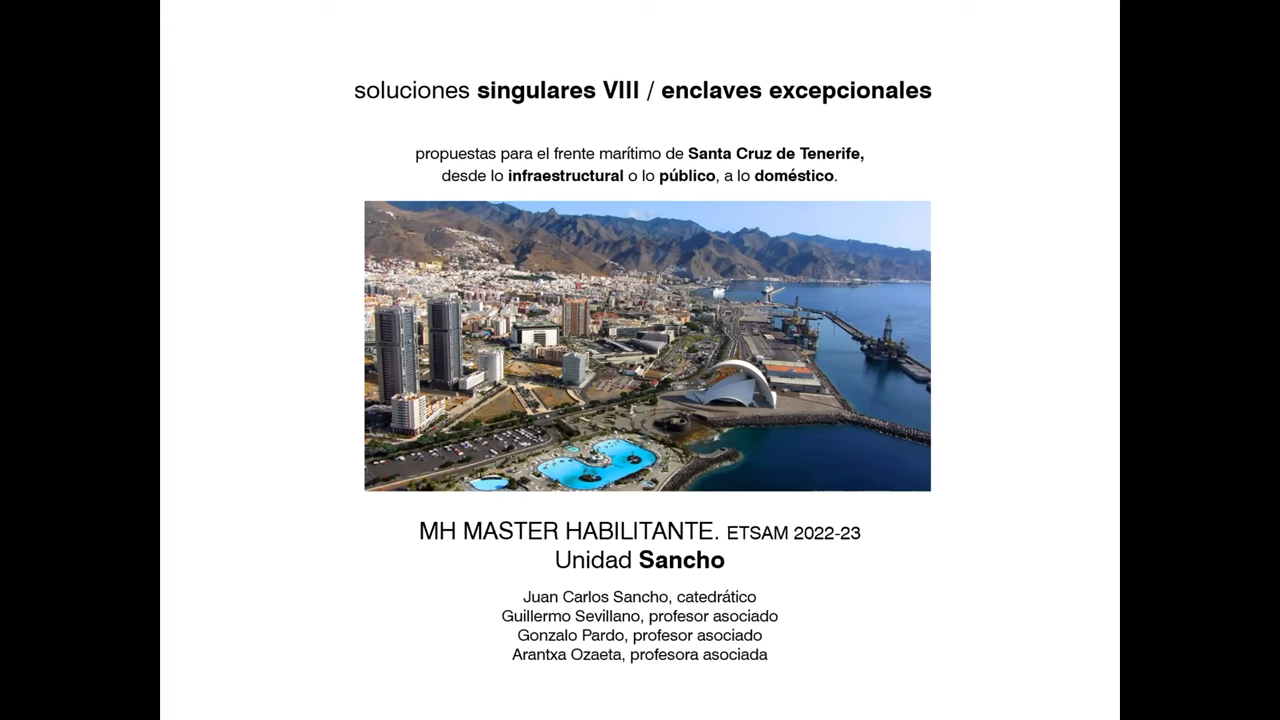 soluciones singulares VIII / enclaves excepcionales
propuestas para el frente marítimo de Santa Cruz de Tenerife,
desde lo infraestructural o lo público, a lo doméstico.
MH MASTER HABILITANTE. ETSAM 2022-23
Unidad Sancho
Juan Carlos Sancho, catedrático
Guillermo Sevillano, profesor asociado
Gonzalo Pardo, profesor asociado
Arantxa Ozaeta, profesora asociada